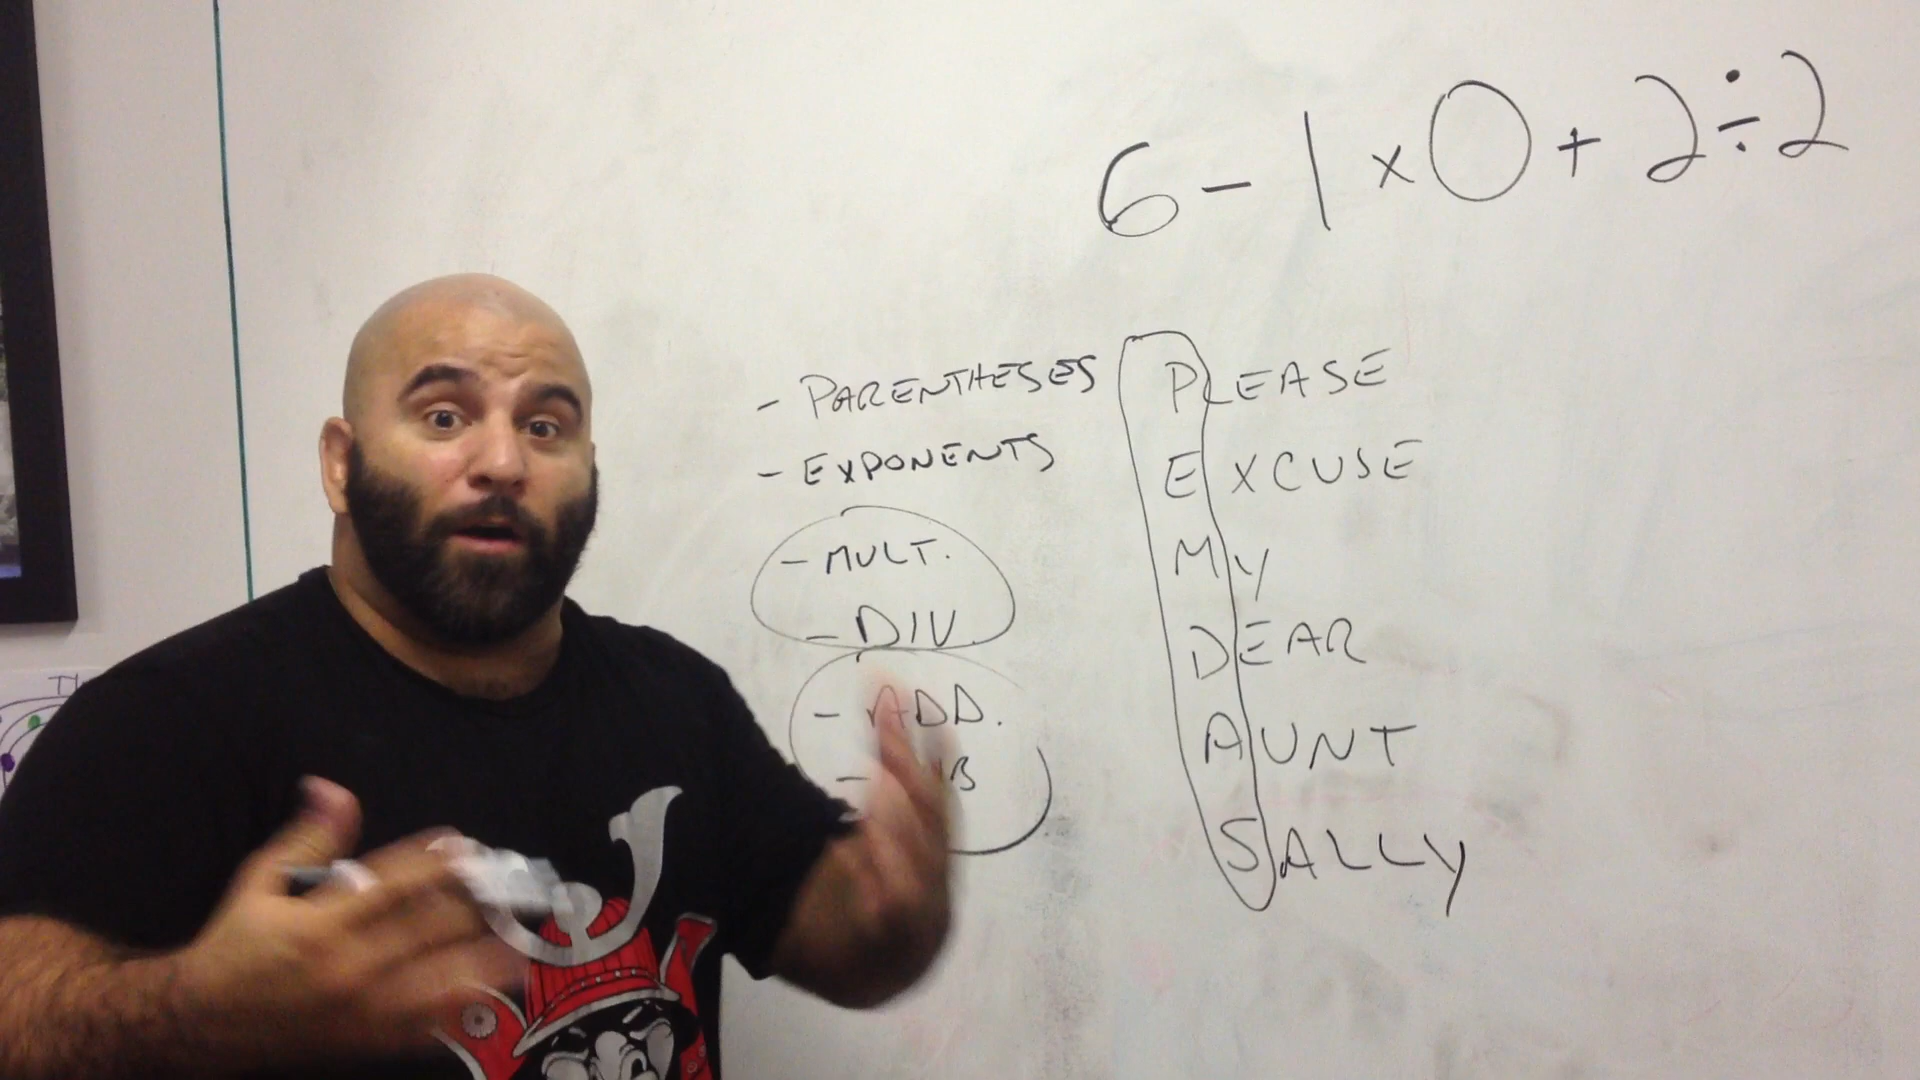 6 - 1 x 0 + 2 ÷ 2
- PARENTHESES
- EXPONENTS
- MULT.
- DIV.
- ADD.
PLEASE
EXCUSE
MY
DEAR
AUNT
SALLY